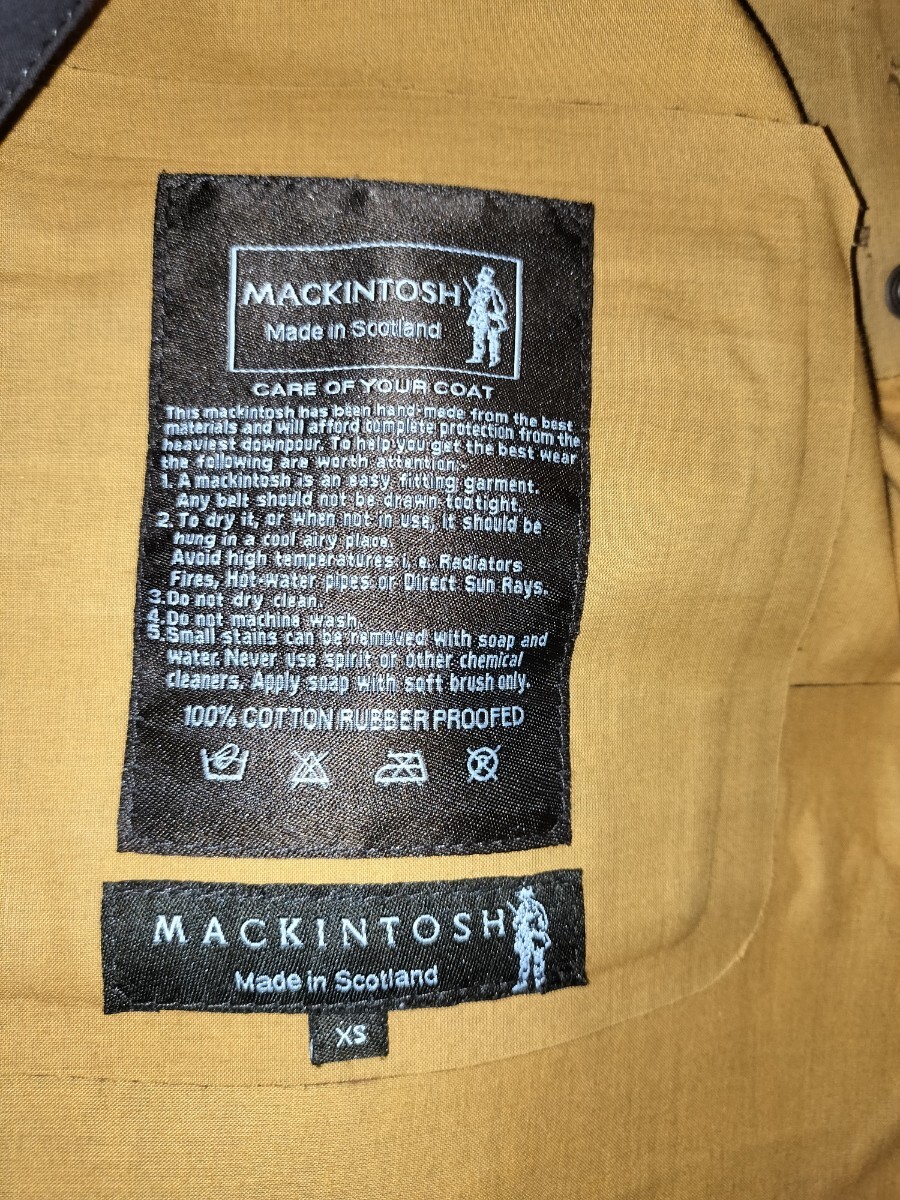 MACKINTOSH
Made in Scotland
CARE OF YOUR COAT
This mackintosh has been hand-made from the best
materials and will afford complete protection from the
heaviest downpour. To help you get the best wear
the following are worth attention.
1. A mackintosh is an easy fitting garment.
Any belt should not be drawn too tight.
2. To dry it, or when not in use, it should be
hung in a cool airy place.
Avoid high temperatures i. e. Radiators
Fires, Hot-water pipes or Direct Sun Rays.
3. Do not dry clean.
4. Do not machine wash.
5. Small stains can be removed with soap and
water. Never use spirit or other chemical
cleaners. Apply soap with soft brush only.
100% COTTON RUBBER PROOFED
R
MACKINTOSH
Made in Scotland
XS